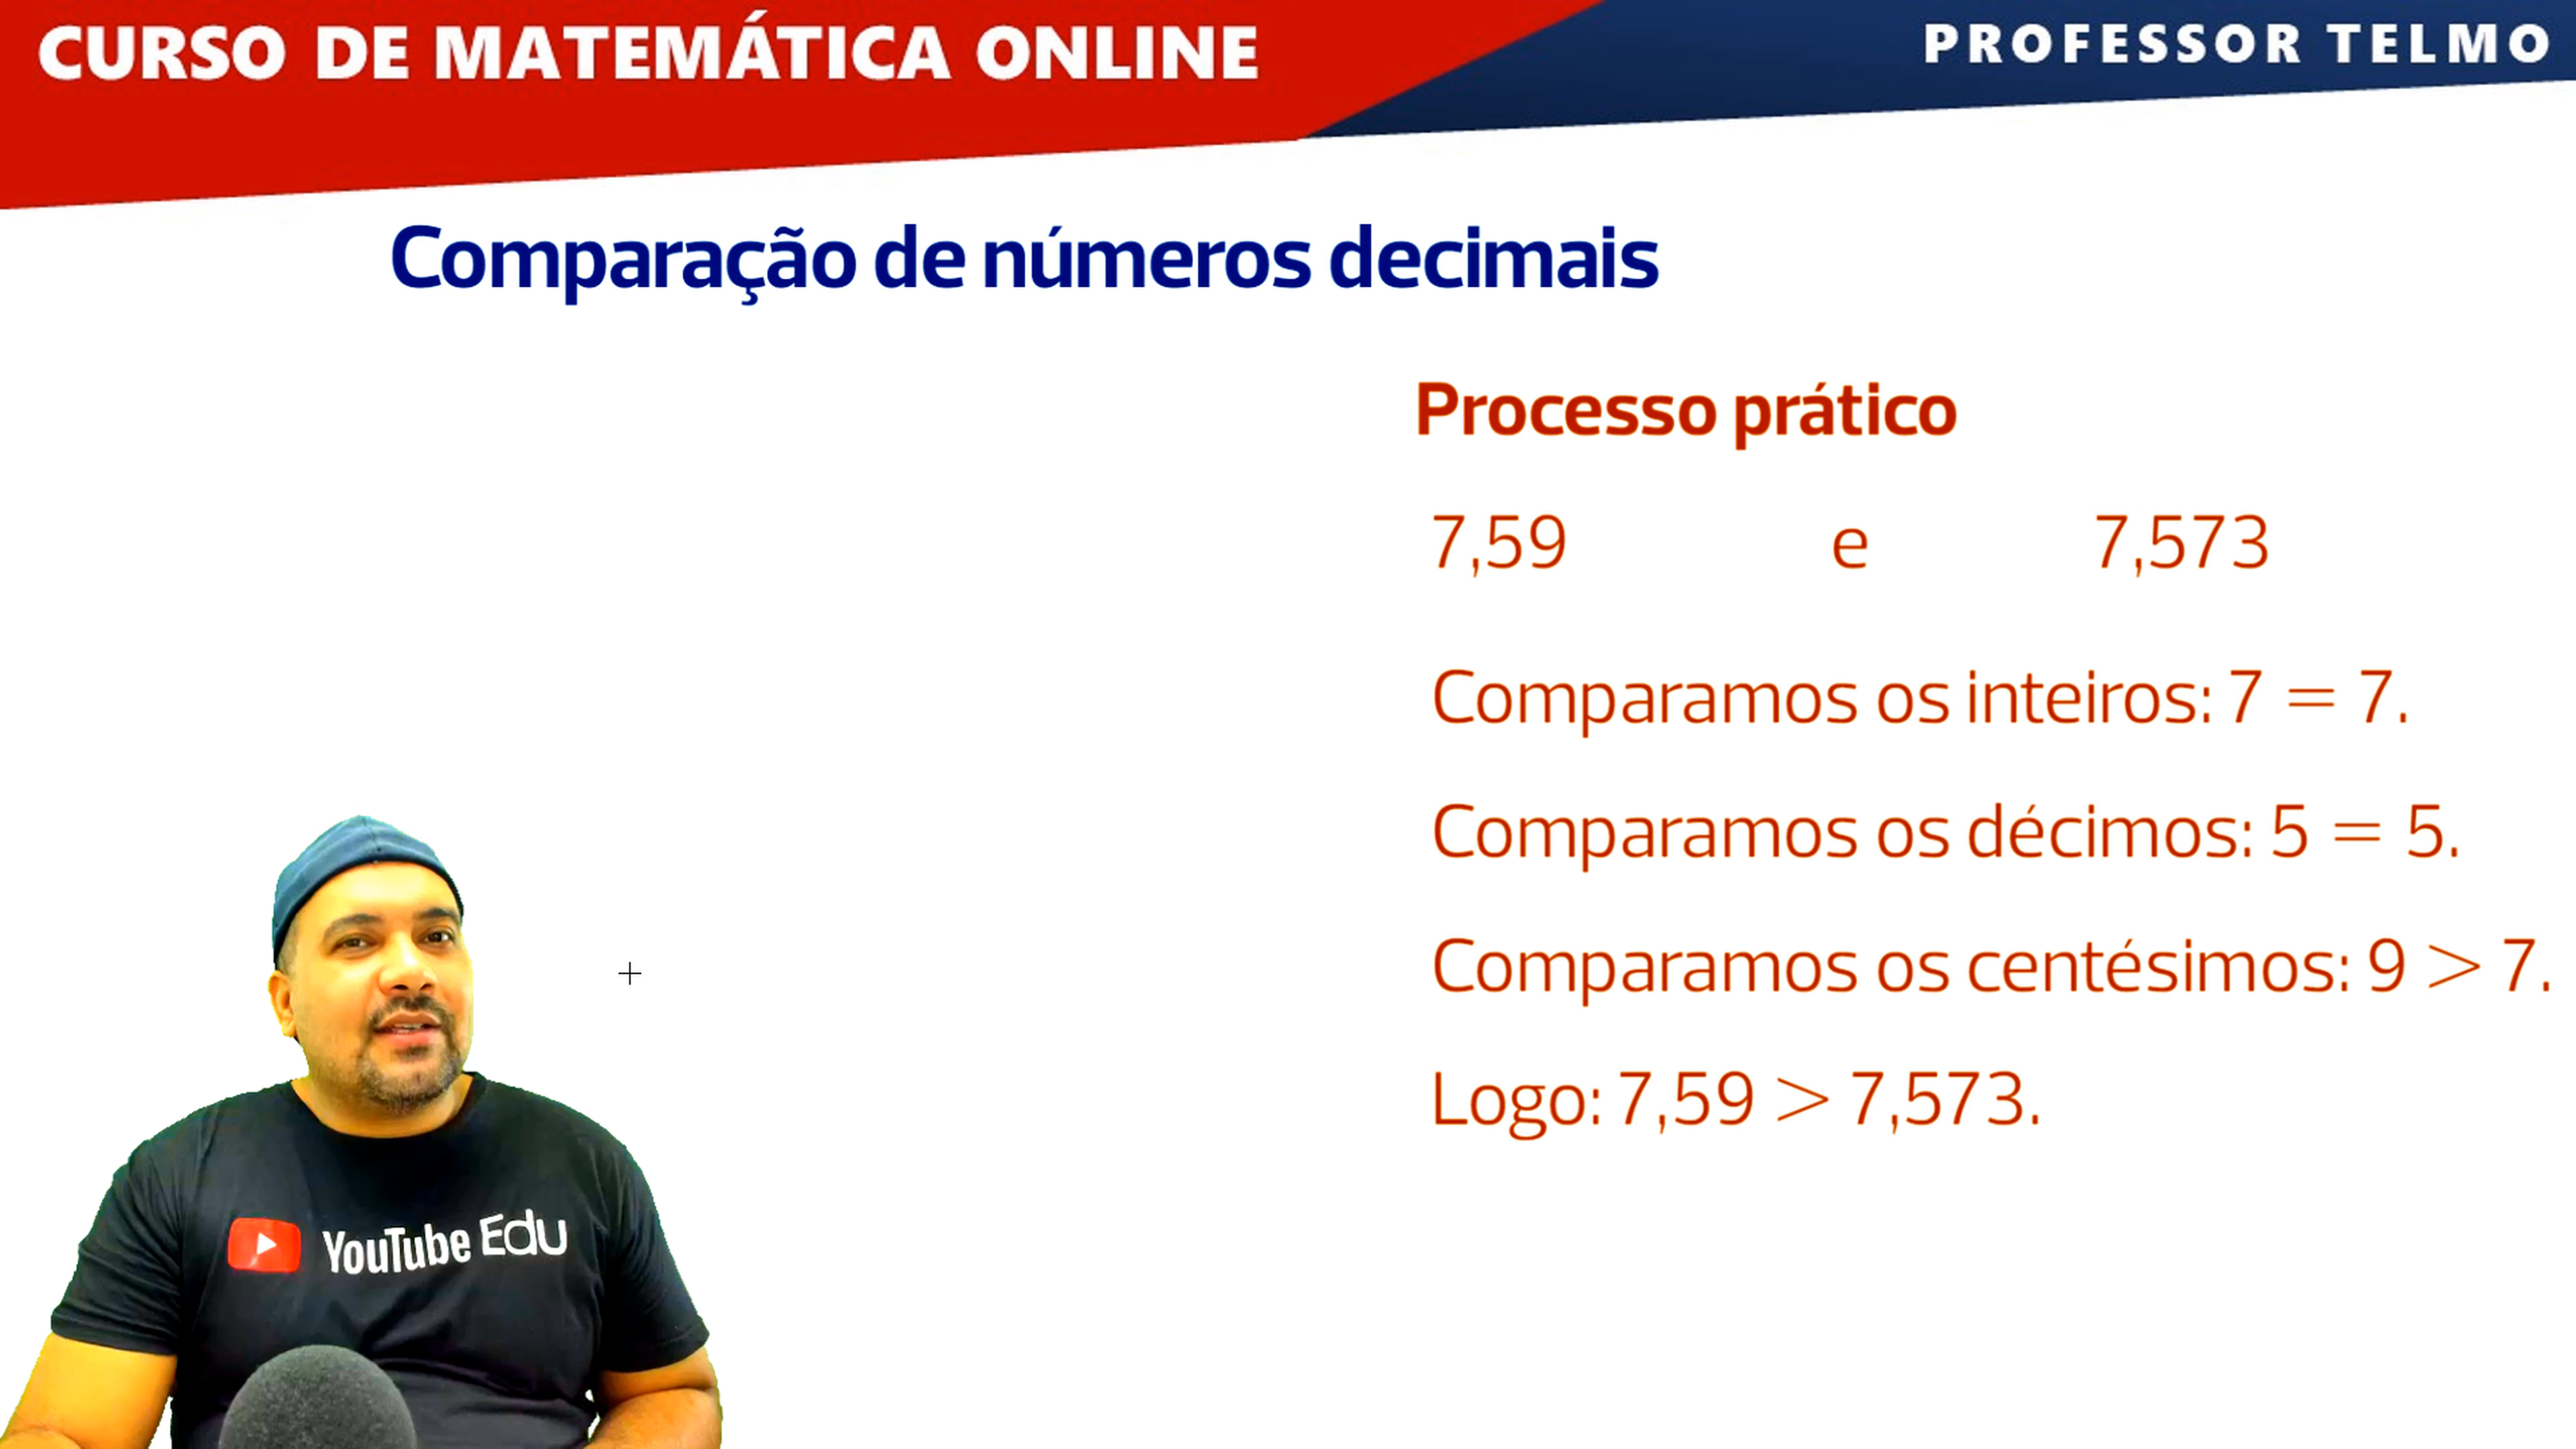 CURSO DE MATEMÁTICA ONLINE
PROFESSOR TELMO
Comparação de números decimais
Processo prático
7,59 e 7,573
Comparamos os inteiros: 7 = 7.
Comparamos os décimos: 5 = 5.
Comparamos os centésimos: 9 > 7.
Logo: 7,59 > 7,573.
YouTube Edu